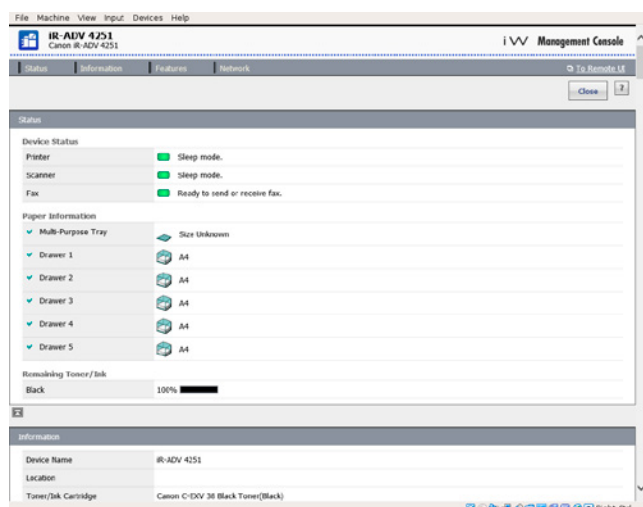 File Machine View Input Devices Help
iR-ADV 4251
Canon iR-ADV 4251
iW Management Console
Status Information Features Network To Remote UI
Close ?
Status
Device Status
Printer Sleep mode.
Scanner Sleep mode.
Fax Ready to send or receive fax.
Paper Information
Multi-Purpose Tray Size Unknown
Drawer 1 A4
Drawer 2 A4
Drawer 3 A4
Drawer 4 A4
Drawer 5 A4
Remaining Toner/Ink
Black 100%
Information
Device Name iR-ADV 4251
Location
Toner/Ink Cartridge Canon C-EXV 38 Black Toner(Black)
Right Ctrl